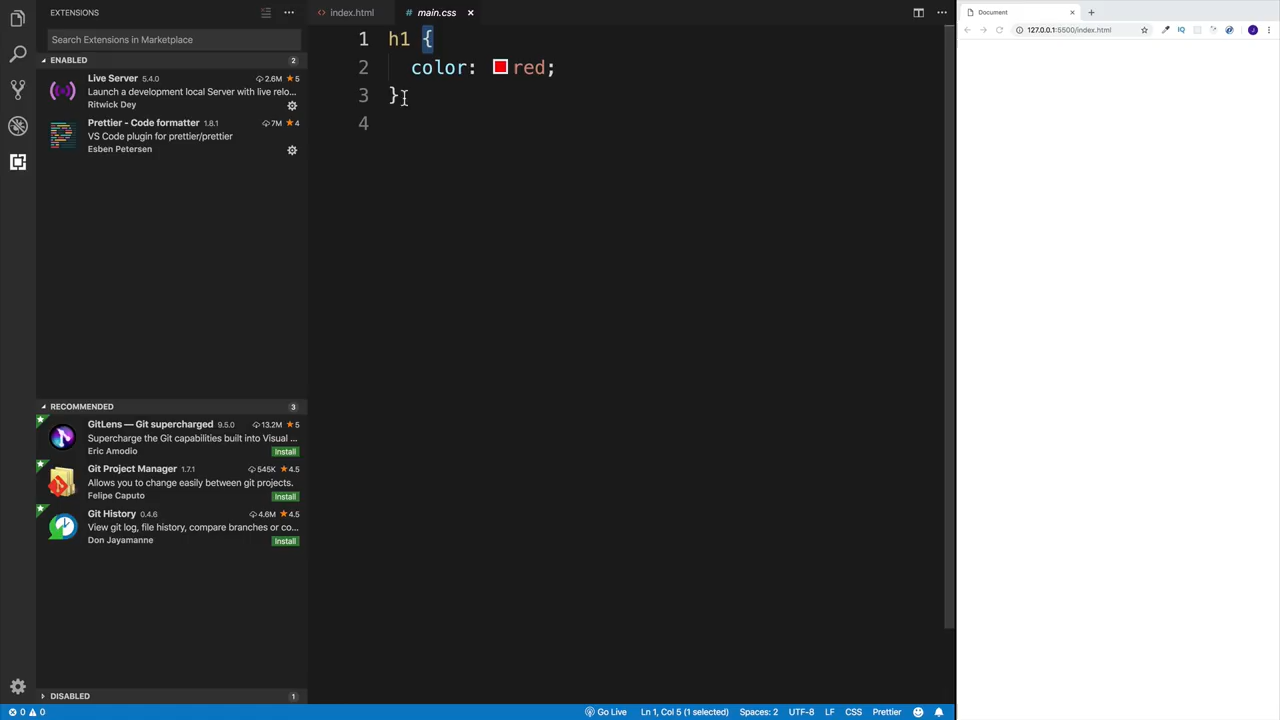 EXTENSIONS
Search Extensions in Marketplace
ENABLED 2
Live Server 5.4.0 2.6M ★5
Launch a development local Server with live relo...
Ritwick Dey
Prettier - Code formatter 1.8.1 7M ★4
VS Code plugin for prettier/prettier
Esben Petersen
RECOMMENDED 3
GitLens — Git supercharged 9.5.0 13.2M ★5
Supercharge the Git capabilities built into Visual ...
Eric Amodio Install
Git Project Manager 1.7.1 545K ★4.5
Allows you to change easily between git projects.
Felipe Caputo Install
Git History 0.4.6 4.6M ★4.5
View git log, file history, compare branches or co...
Don Jayamanne Install
DISABLED 1
<> index.html # main.css ×
1 h1 {
2 color: red;
3 }
4
Document
127.0.0.1:5500/index.html
IQ
J
0 0
Go Live Ln 1, Col 5 (1 selected) Spaces: 2 UTF-8 LF CSS Prettier